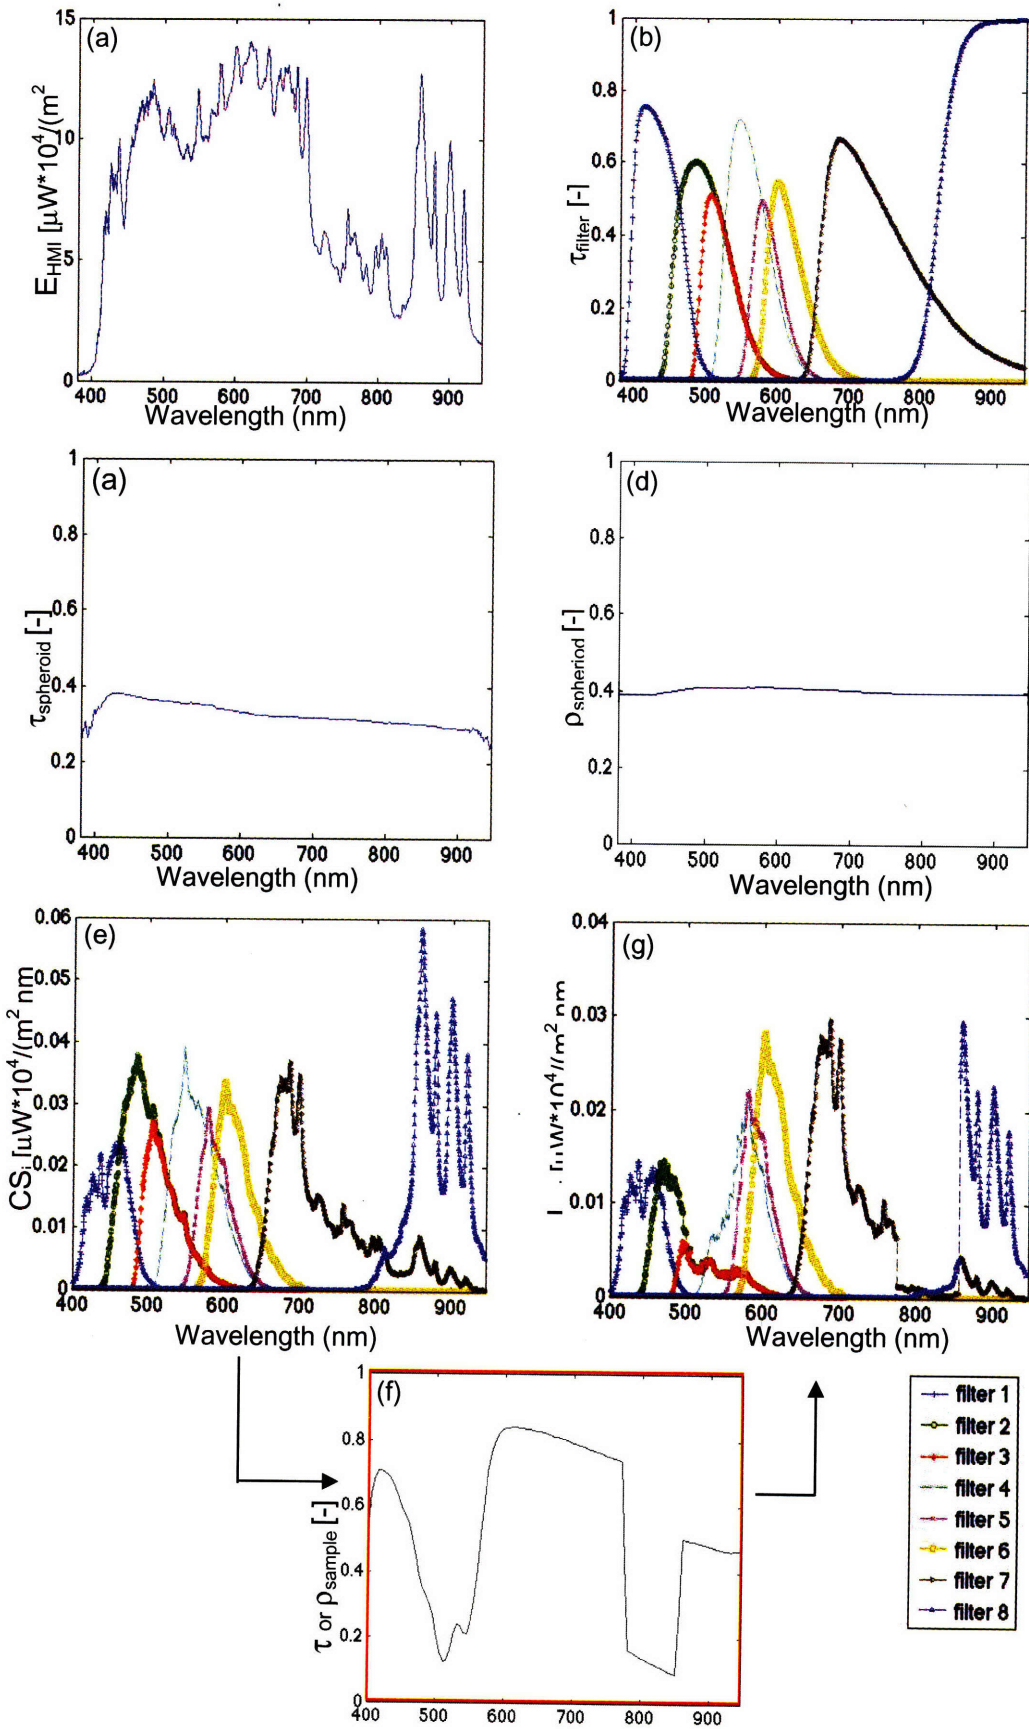 (a)
15
10
5
0
E_HMI [µW*10^4/(m^2
400 500 600 700 800 900
Wavelength (nm)
(b)
1
0.8
0.6
0.4
0.2
0
τ_filter [-]
400 500 600 700 800 900
Wavelength (nm)
(a)
1
0.8
0.6
0.4
0.2
0
τ_spheroid [-]
400 500 600 700 800 900
Wavelength (nm)
(d)
1
0.8
0.6
0.4
0.2
0
400 500 600 700 800 900
Wavelength (nm)
(e)
0.06
0.05
0.04
0.03
0.02
0.01
0
CS_i [µW*10^4/(m^2 nm
400 500 600 700 800 900
Wavelength (nm)
(g)
0.04
0.03
0.02
0.01
0
400 500 600 700 800 900
Wavelength (nm)
(f)
1
0.8
0.6
0.4
0.2
0
τ or ρ_sample [-]
400 500 600 700 800 900
filter 1
filter 2
filter 3
filter 4
filter 5
filter 6
filter 7
filter 8